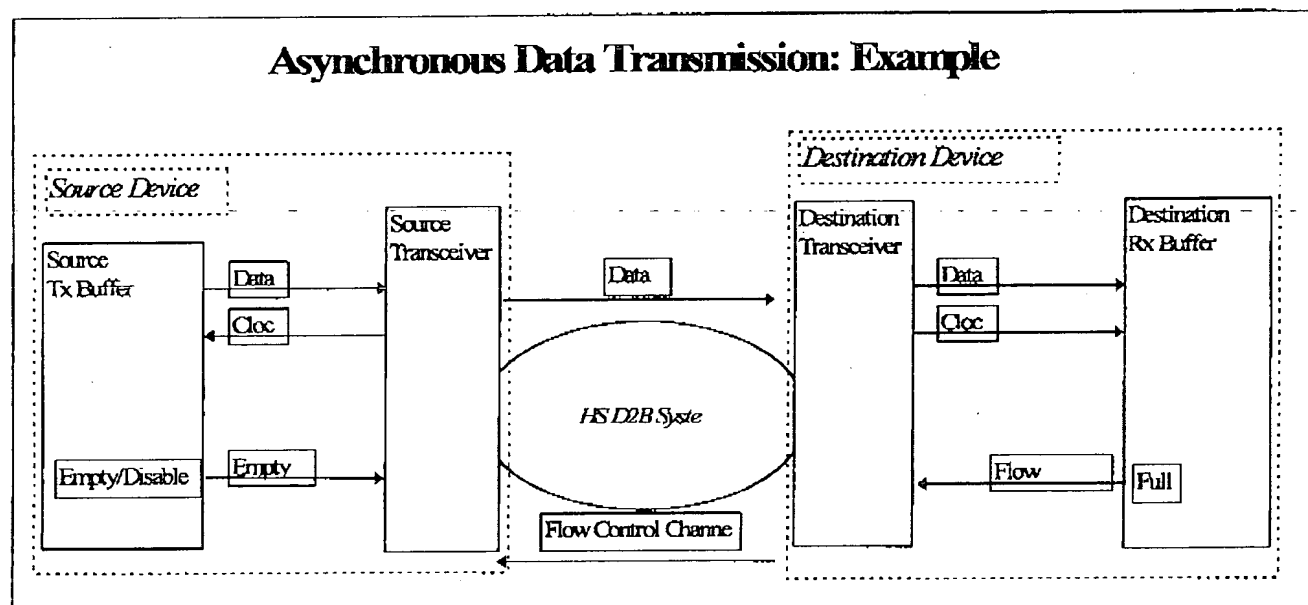 Asynchronous Data Transmission: Example
Source Device
Destination Device
Source
Tx Buffer
Source
Transceiver
Destination
Transceiver
Destination
Rx Buffer
Data
Cloc
Data
Data
Cloc
HS D2B Syste
Empty/Disable
Empty
Flow
Full
Flow Control Channe